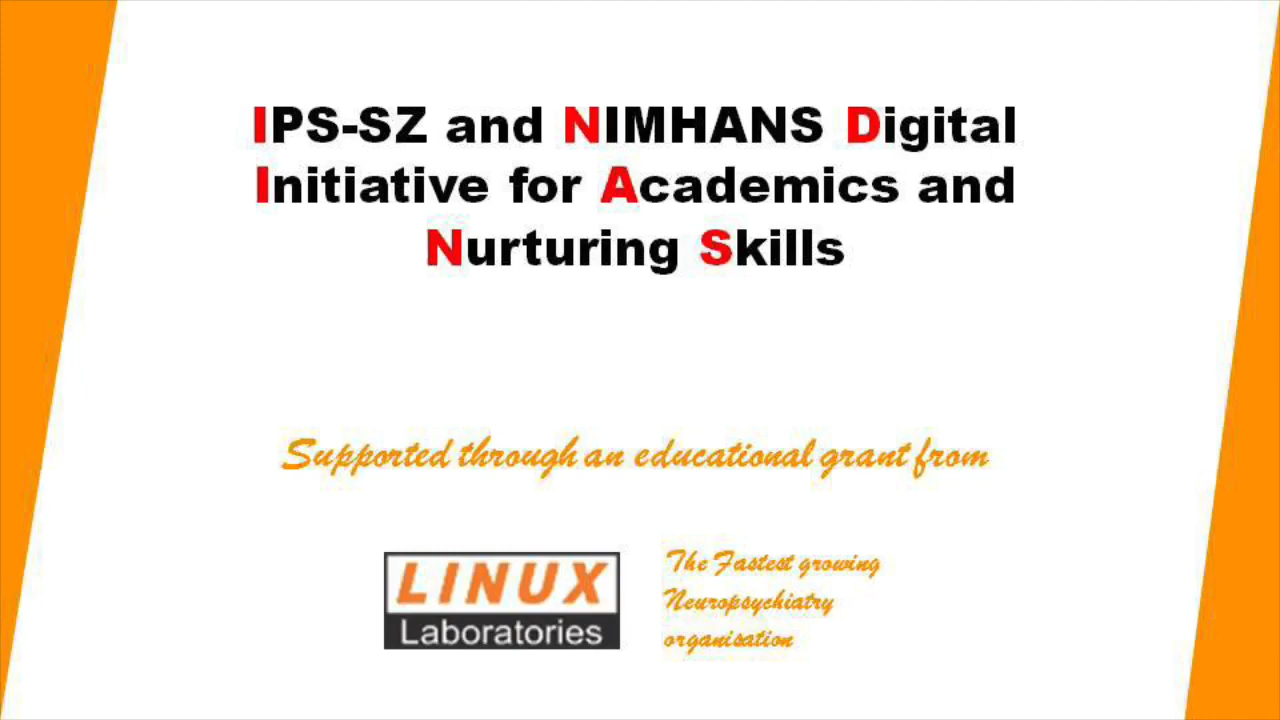 IPS-SZ and NIMHANS Digital
Initiative for Academics and
Nurturing Skills
Supported through an educational grant from
LINUX
Laboratories
The Fastest growing
Neuropsychiatry
organisation